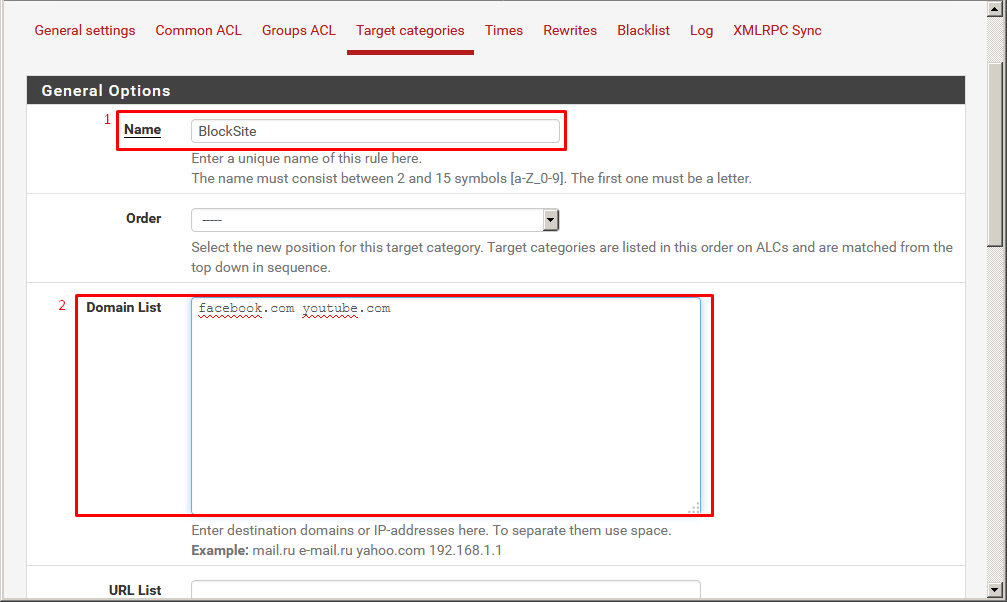 General settings Common ACL Groups ACL Target categories Times Rewrites Blacklist Log XMLRPC Sync
General Options
1 Name BlockSite
Enter a unique name of this rule here.
The name must consist between 2 and 15 symbols [a-Z_0-9]. The first one must be a letter.
Order -----
Select the new position for this target category. Target categories are listed in this order on ALCs and are matched from the
top down in sequence.
2 Domain List facebook.com youtube.com
Enter destination domains or IP-addresses here. To separate them use space.
Example: mail.ru e-mail.ru yahoo.com 192.168.1.1
URL List